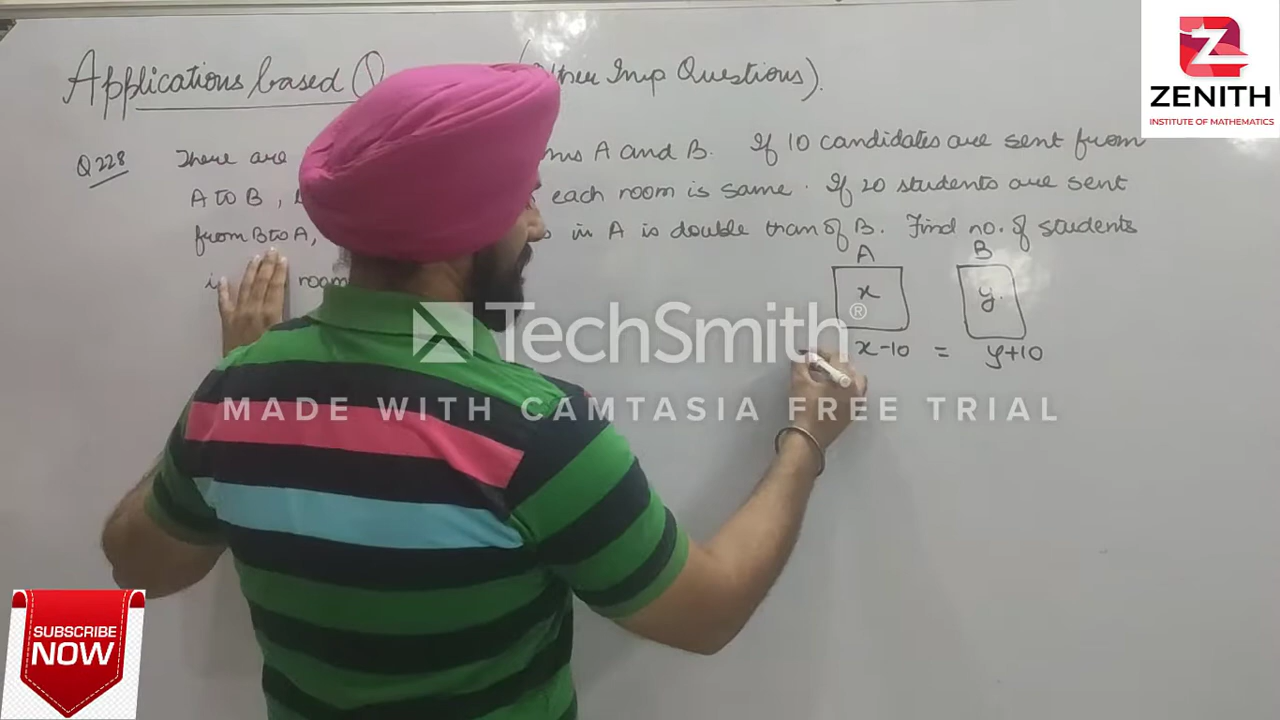 Applications based Q (Other Imp Questions).
Q 228 There are ms A and B. If 10 candidates are sent from
A to B, each room is same. If 20 students are sent
from B to A, s in A is double than of B. Find no. of students
room
A B
x y
x-10 = y+10
TechSmith®
MADE WITH CAMTASIA FREE TRIAL
Z
ZENITH
INSTITUTE OF MATHEMATICS
SUBSCRIBE
NOW